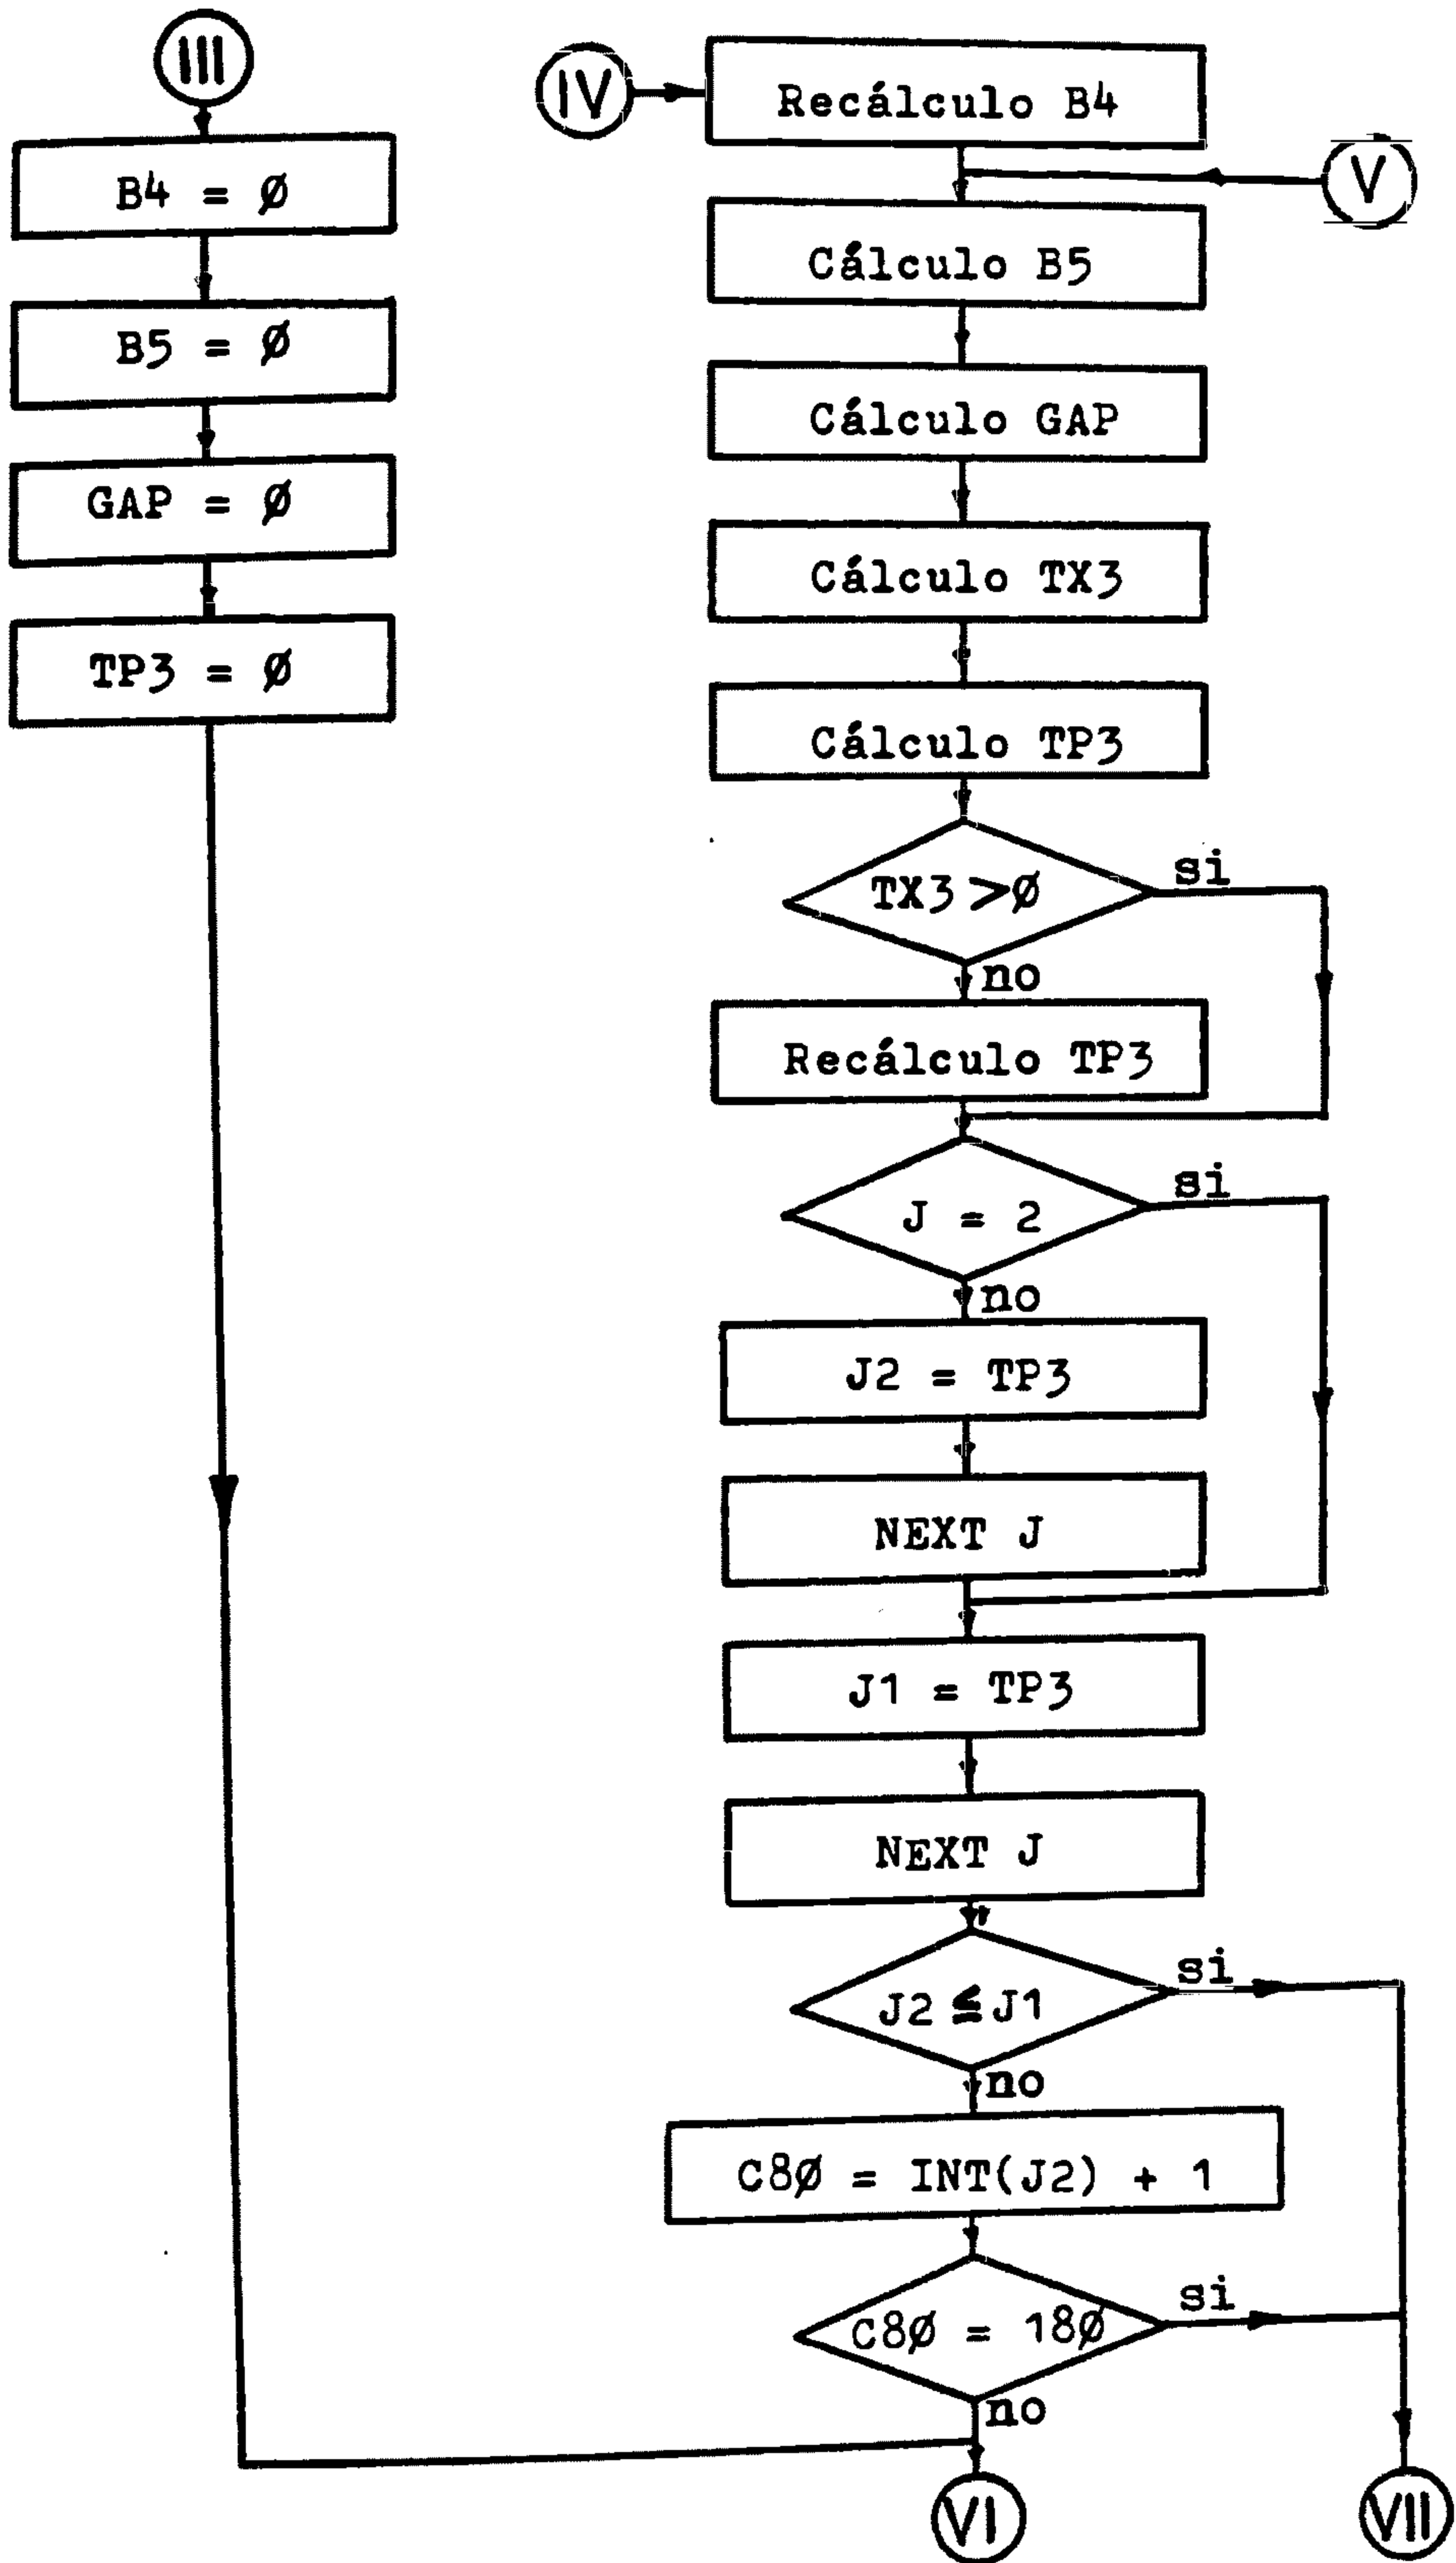 III
B4 = Ø
B5 = Ø
GAP = Ø
TP3 = Ø
IV
Recálculo B4
V
Cálculo B5
Cálculo GAP
Cálculo TX3
Cálculo TP3
TX3 > Ø
si
no
Recálculo TP3
J = 2
si
no
J2 = TP3
NEXT J
J1 = TP3
NEXT J
J2 ≦ J1
si
no
C8Ø = INT(J2) + 1
C8Ø = 18Ø
si
no
VI
VII